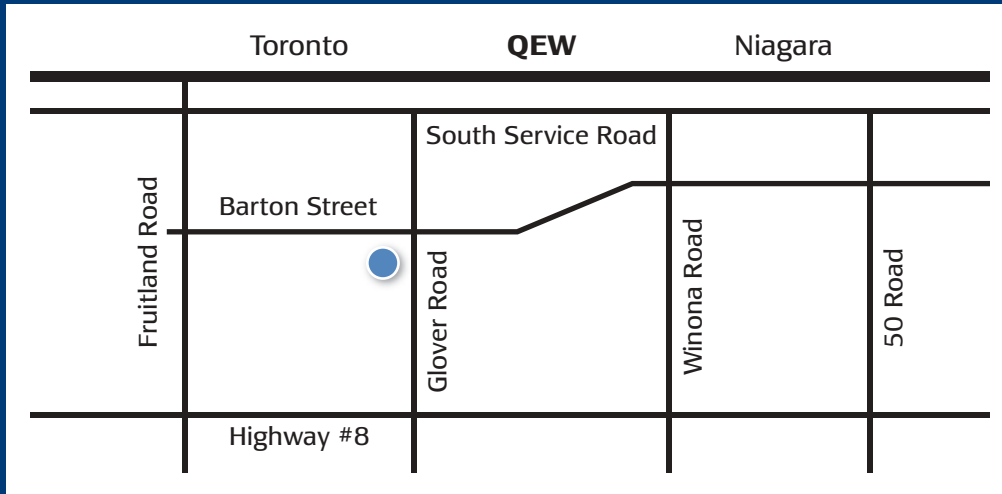 Toronto
QEW
Niagara
South Service Road
Barton Street
Fruitland Road
Glover Road
Winona Road
50 Road
Highway #8